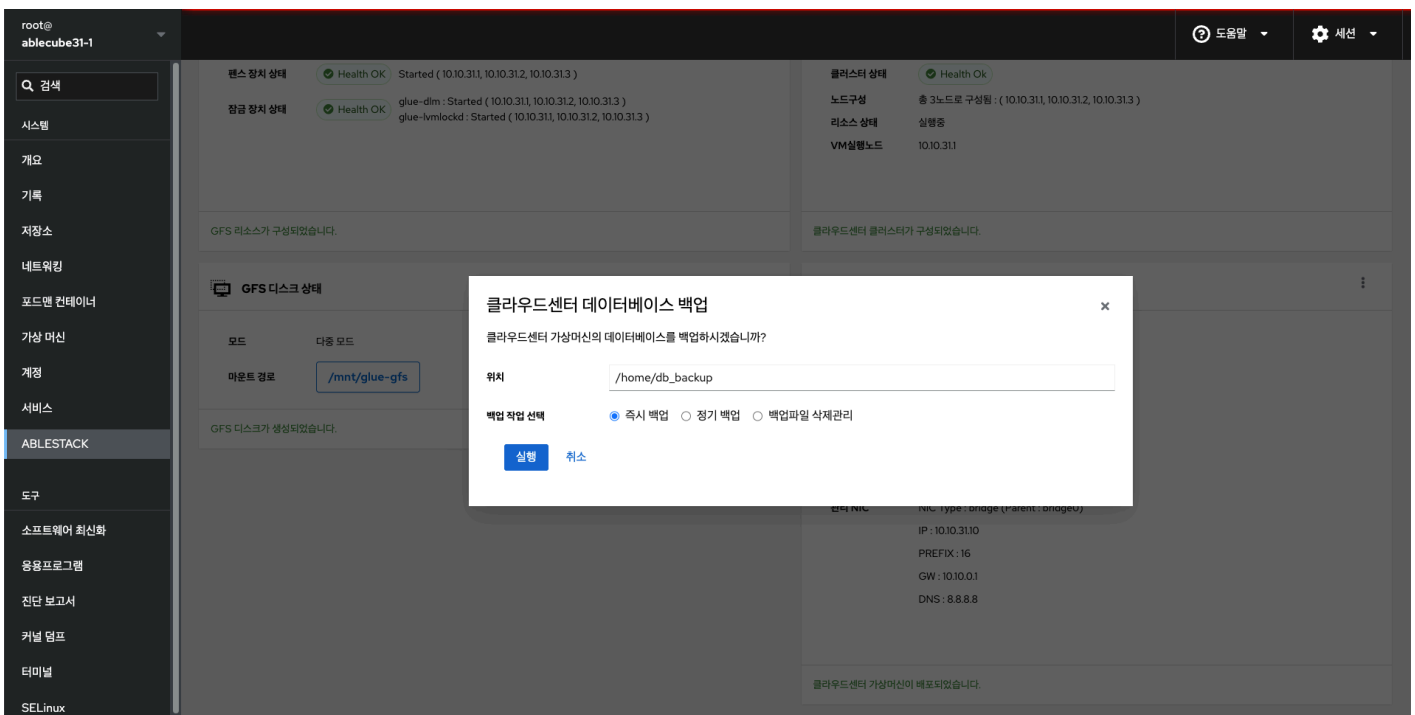 root@
ablecube31-1
도움말
세션
검색
시스템
개요
기록
저장소
네트워킹
포드맨 컨테이너
가상 머신
계정
서비스
ABLESTACK
도구
소프트웨어 최신화
응용프로그램
진단 보고서
커널 덤프
터미널
SELinux
펜스 장치 상태
Health OK
Started ( 10.10.31.1, 10.10.31.2, 10.10.31.3 )
잠금 장치 상태
Health OK
glue-dlm : Started ( 10.10.31.1, 10.10.31.2, 10.10.31.3 )
glue-lvmlockd : Started ( 10.10.31.1, 10.10.31.2, 10.10.31.3 )
GFS 리소스가 구성되었습니다.
클러스터 상태
Health Ok
노드구성
총 3노드로 구성됨 : ( 10.10.31.1, 10.10.31.2, 10.10.31.3 )
리소스 상태
실행중
VM실행노드
10.10.31.1
클라우드센터 클러스터가 구성되었습니다.
GFS 디스크 상태
모드
다중 모드
마운트 경로
/mnt/glue-gfs
GFS 디스크가 생성되었습니다.
클라우드센터 데이터베이스 백업
클라우드센터 가상머신의 데이터베이스를 백업하시겠습니까?
위치
/home/db_backup
백업 작업 선택
즉시 백업
정기 백업
백업파일 삭제관리
실행
취소
관리 NIC
NIC Type : bridge (Parent : bridge0)
IP : 10.10.31.10
PREFIX : 16
GW : 10.10.0.1
DNS : 8.8.8.8
클라우드센터 가상머신이 배포되었습니다.